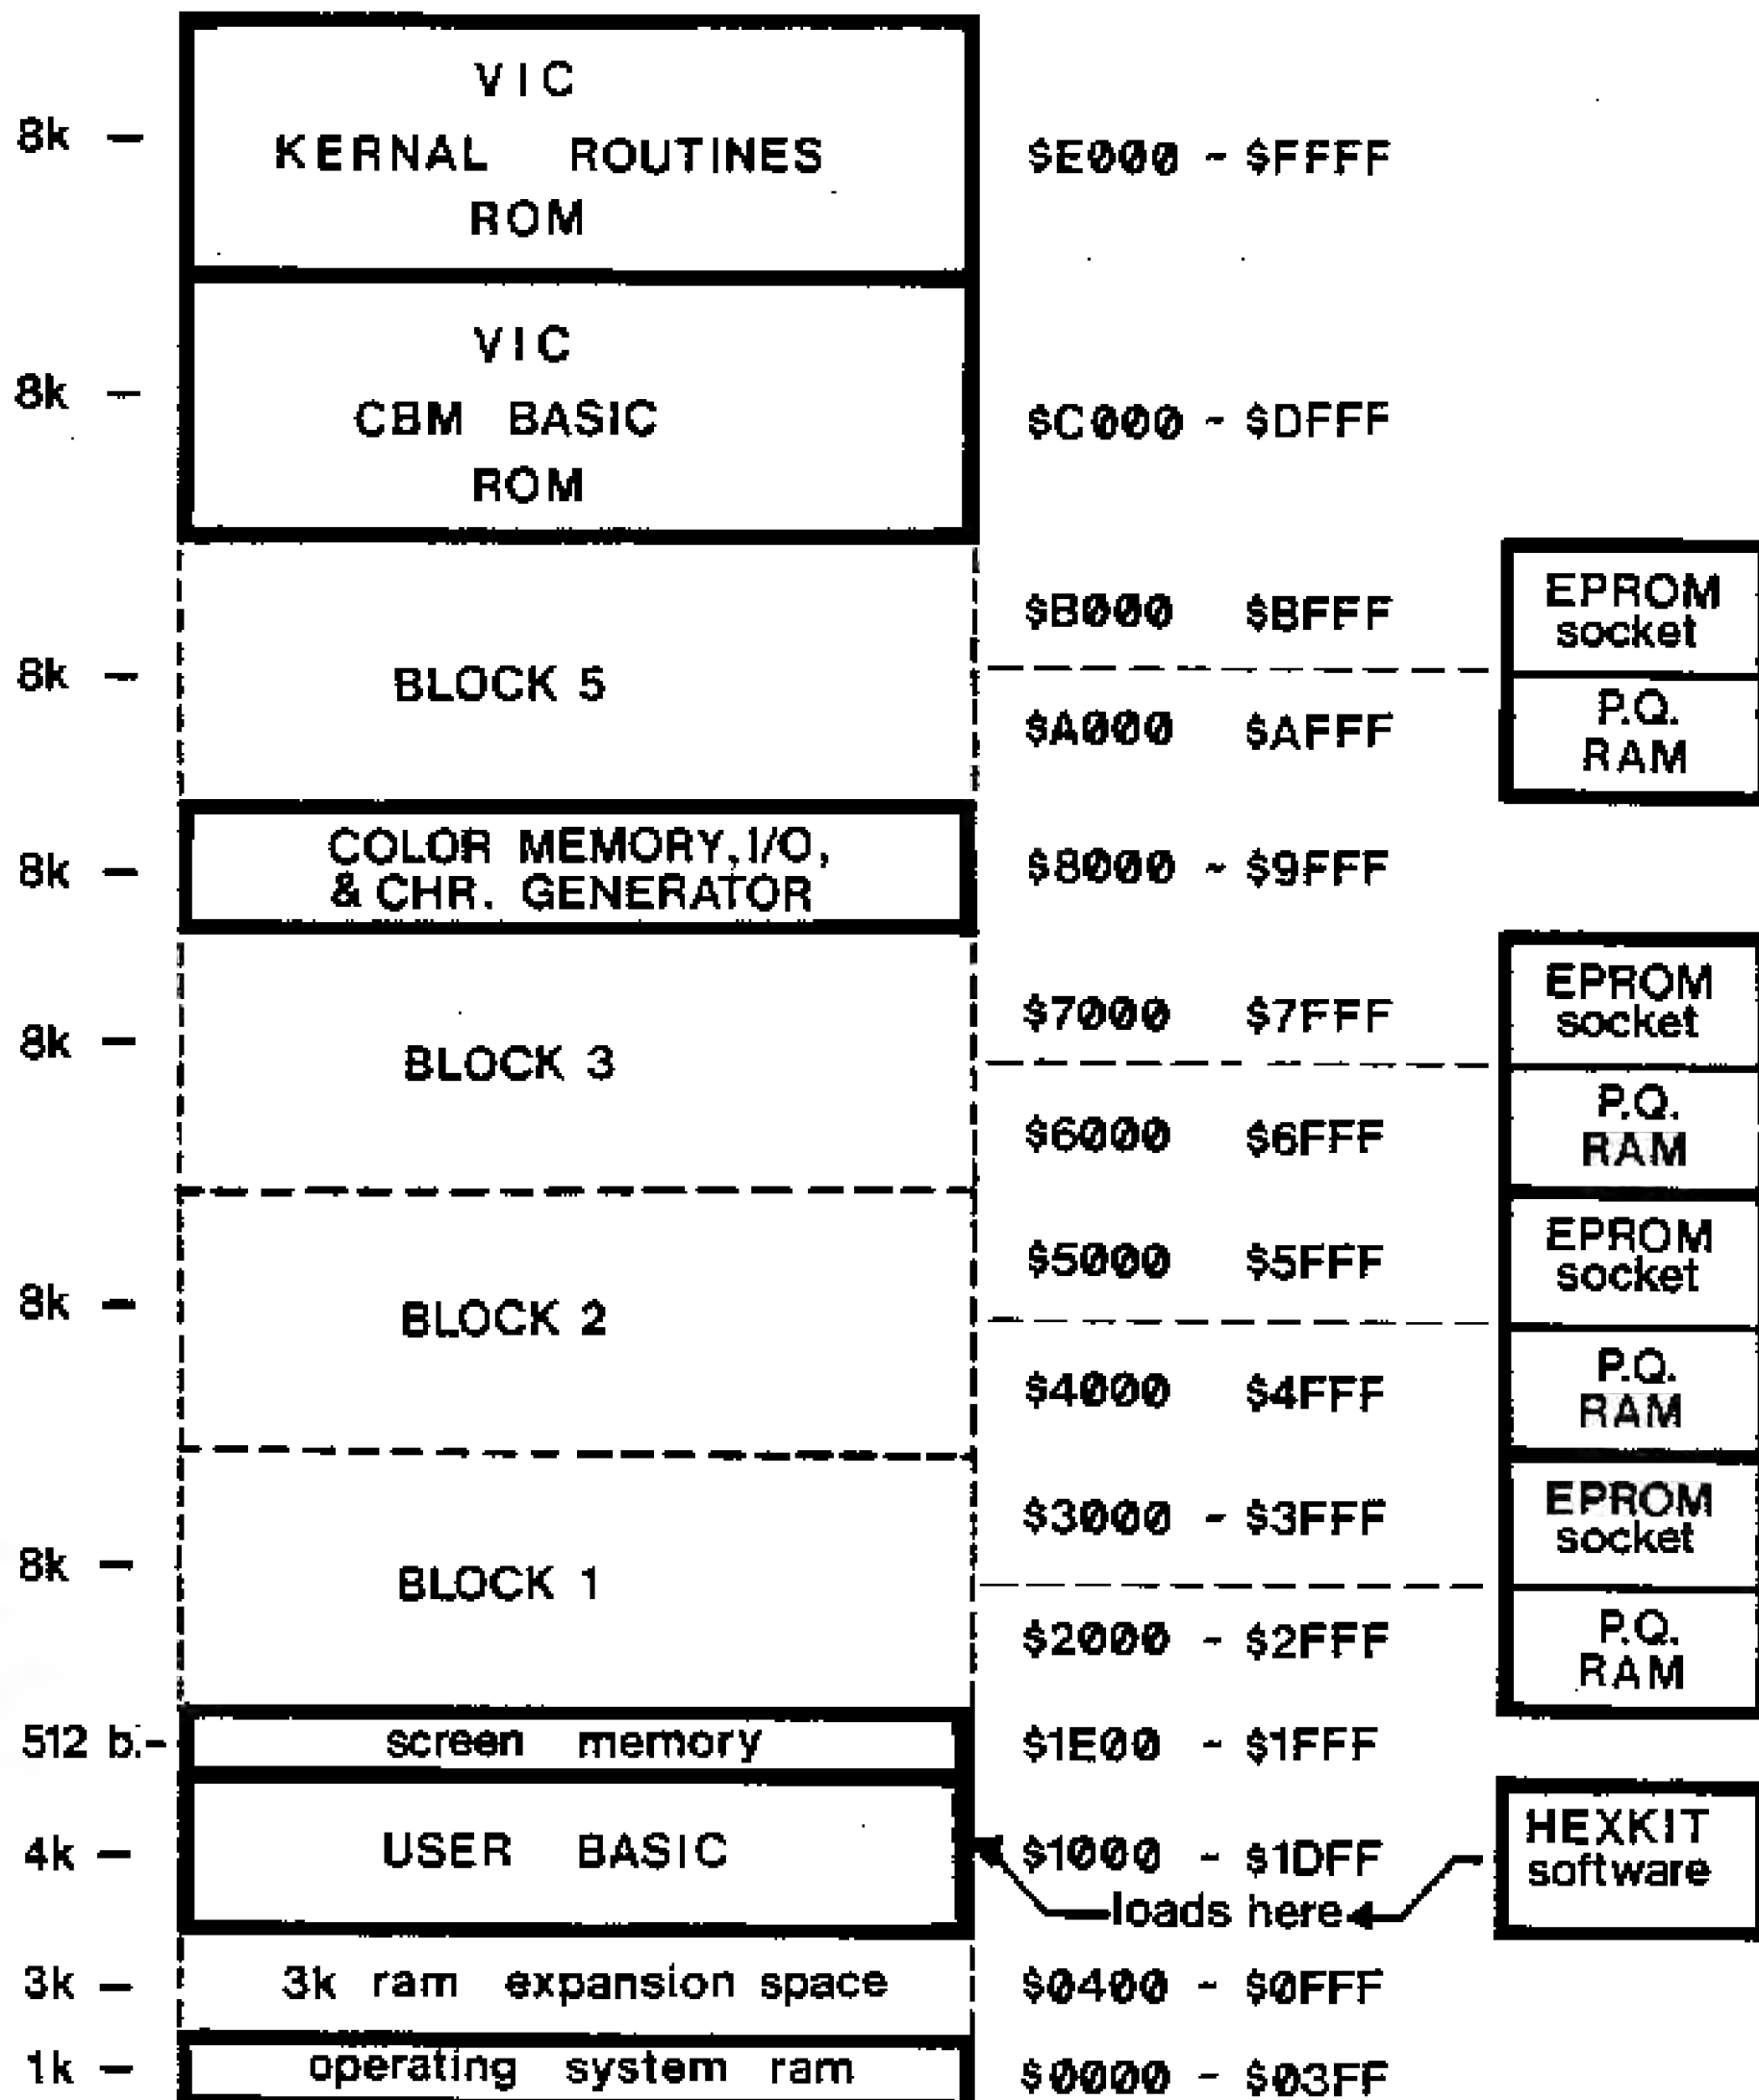 VIC
8k —
KERNAL ROUTINES
$E000 - $FFFF
ROM
VIC
8k —
CBM BASIC
$C000 - $DFFF
ROM
$B000 $BFFF
EPROM
socket
8k —
BLOCK 5
$A000 $AFFF
P.Q.
RAM
8k —
COLOR MEMORY, I/O,
& CHR. GENERATOR
$8000 - $9FFF
8k —
BLOCK 3
$7000 $7FFF
EPROM
socket
$6000 $6FFF
P.Q.
RAM
8k —
BLOCK 2
$5000 $5FFF
EPROM
socket
$4000 $4FFF
P.Q.
RAM
8k —
BLOCK 1
$3000 - $3FFF
EPROM
socket
$2000 - $2FFF
P.Q.
RAM
512 b.-
screen memory
$1E00 - $1FFF
4k —
USER BASIC
$1000 - $1DFF
loads here
HEXKIT
software
3k —
3k ram expansion space
$0400 - $0FFF
1k —
operating system ram
$0000 - $03FF